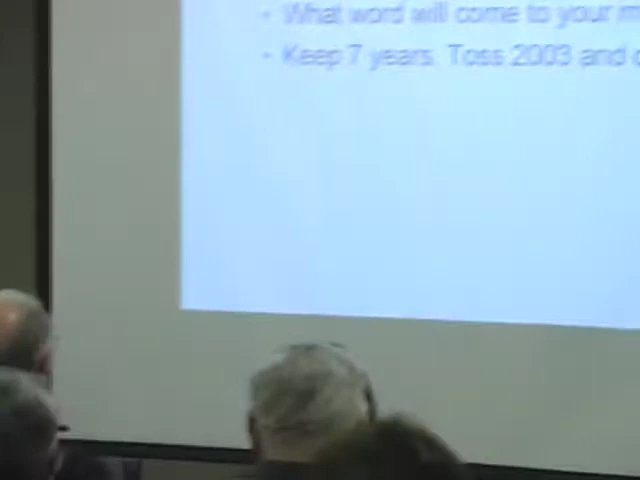 - What word will come to your m
- Keep 7 years. Toss 2003 and o